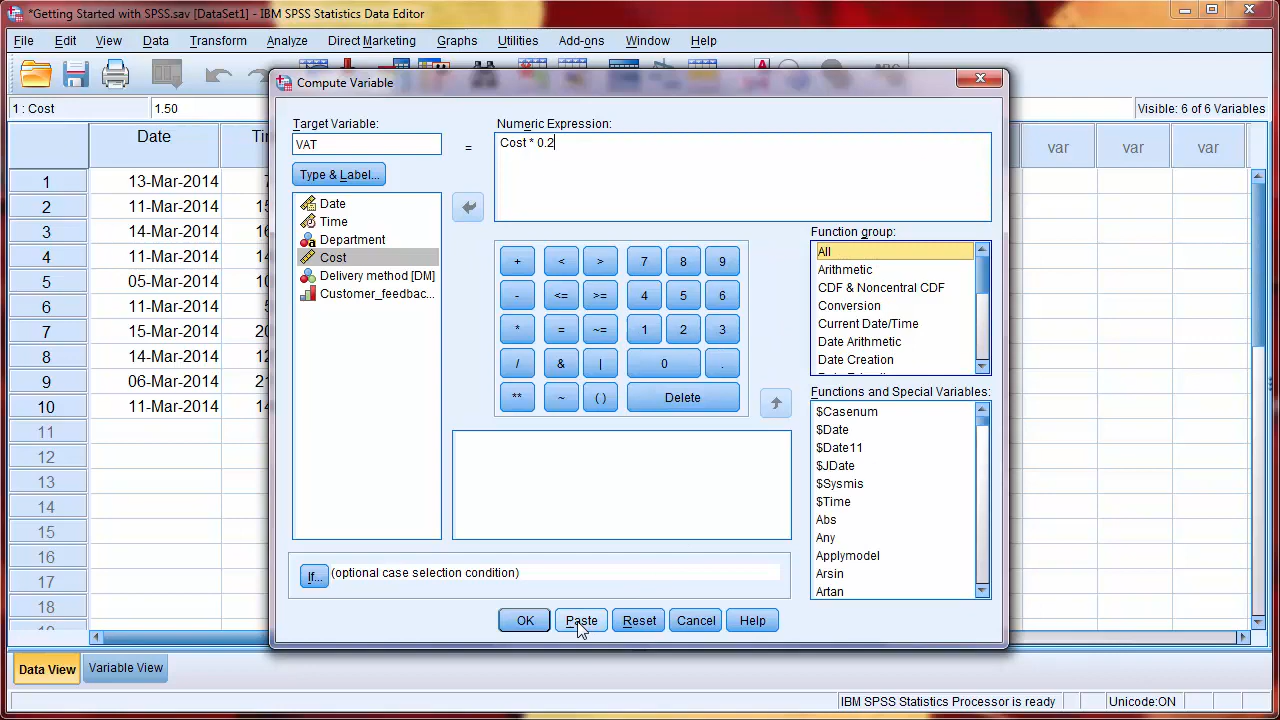 *Getting Started with SPSS.sav [DataSet1] - IBM SPSS Statistics Data Editor
File Edit View Data Transform Analyze Direct Marketing Graphs Utilities Add-ons Window Help
1 : Cost 1.50 Visible: 6 of 6 Variables
Compute Variable
Target Variable:
VAT
=
Numeric Expression:
Cost * 0.2
Type & Label...
Date
Time
Department
Cost
Delivery method [DM]
Customer_feedbac...
+ < > 7 8 9
- <= >= 4 5 6
* = ~= 1 2 3
/ & | 0 .
** ~ ( ) Delete
Function group:
All
Arithmetic
CDF & Noncentral CDF
Conversion
Current Date/Time
Date Arithmetic
Date Creation
Functions and Special Variables:
$Casenum
$Date
$Date11
$JDate
$Sysmis
$Time
Abs
Any
Applymodel
Arsin
Artan
If... (optional case selection condition)
OK Paste Reset Cancel Help
Date var var var
1 13-Mar-2014
2 11-Mar-2014
3 14-Mar-2014
4 11-Mar-2014
5 05-Mar-2014
6 11-Mar-2014
7 15-Mar-2014
8 14-Mar-2014
9 06-Mar-2014
10 11-Mar-2014
11
12
13
14
15
16
17
18
Data View Variable View
IBM SPSS Statistics Processor is ready Unicode:ON